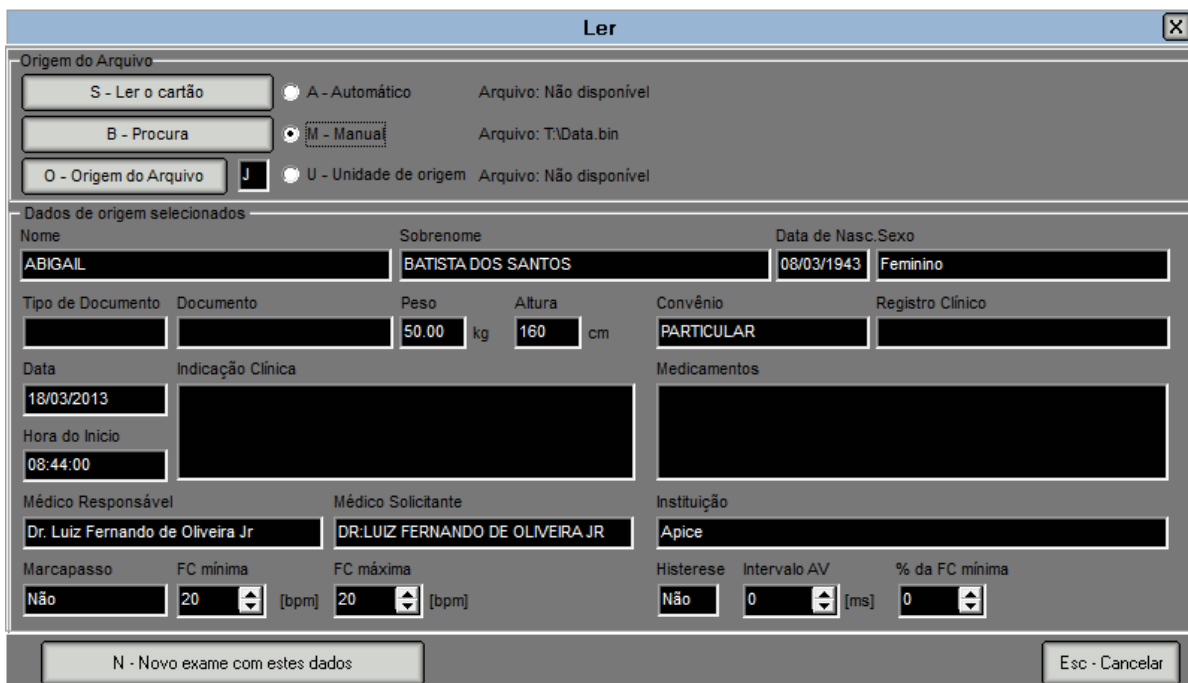 Ler
X
Origem do Arquivo
S - Ler o cartão A - Automático Arquivo: Não disponível
B - Procura M - Manual Arquivo: T:\Data.bin
O - Origem do Arquivo J U - Unidade de origem Arquivo: Não disponível
Dados de origem selecionados
Nome Sobrenome Data de Nasc. Sexo
ABIGAIL BATISTA DOS SANTOS 08/03/1943 Feminino
Tipo de Documento Documento Peso Altura Convênio Registro Clínico
50.00 kg 160 cm PARTICULAR
Data Indicação Clínica Medicamentos
18/03/2013
Hora do Inicio
08:44:00
Médico Responsável Médico Solicitante Instituição
Dr. Luiz Fernando de Oliveira Jr DR:LUIZ FERNANDO DE OLIVEIRA JR Apice
Marcapasso FC mínima FC máxima Histerese Intervalo AV % da FC mínima
Não 20 [bpm] 20 [bpm] Não 0 [ms] 0
N - Novo exame com estes dados Esc - Cancelar